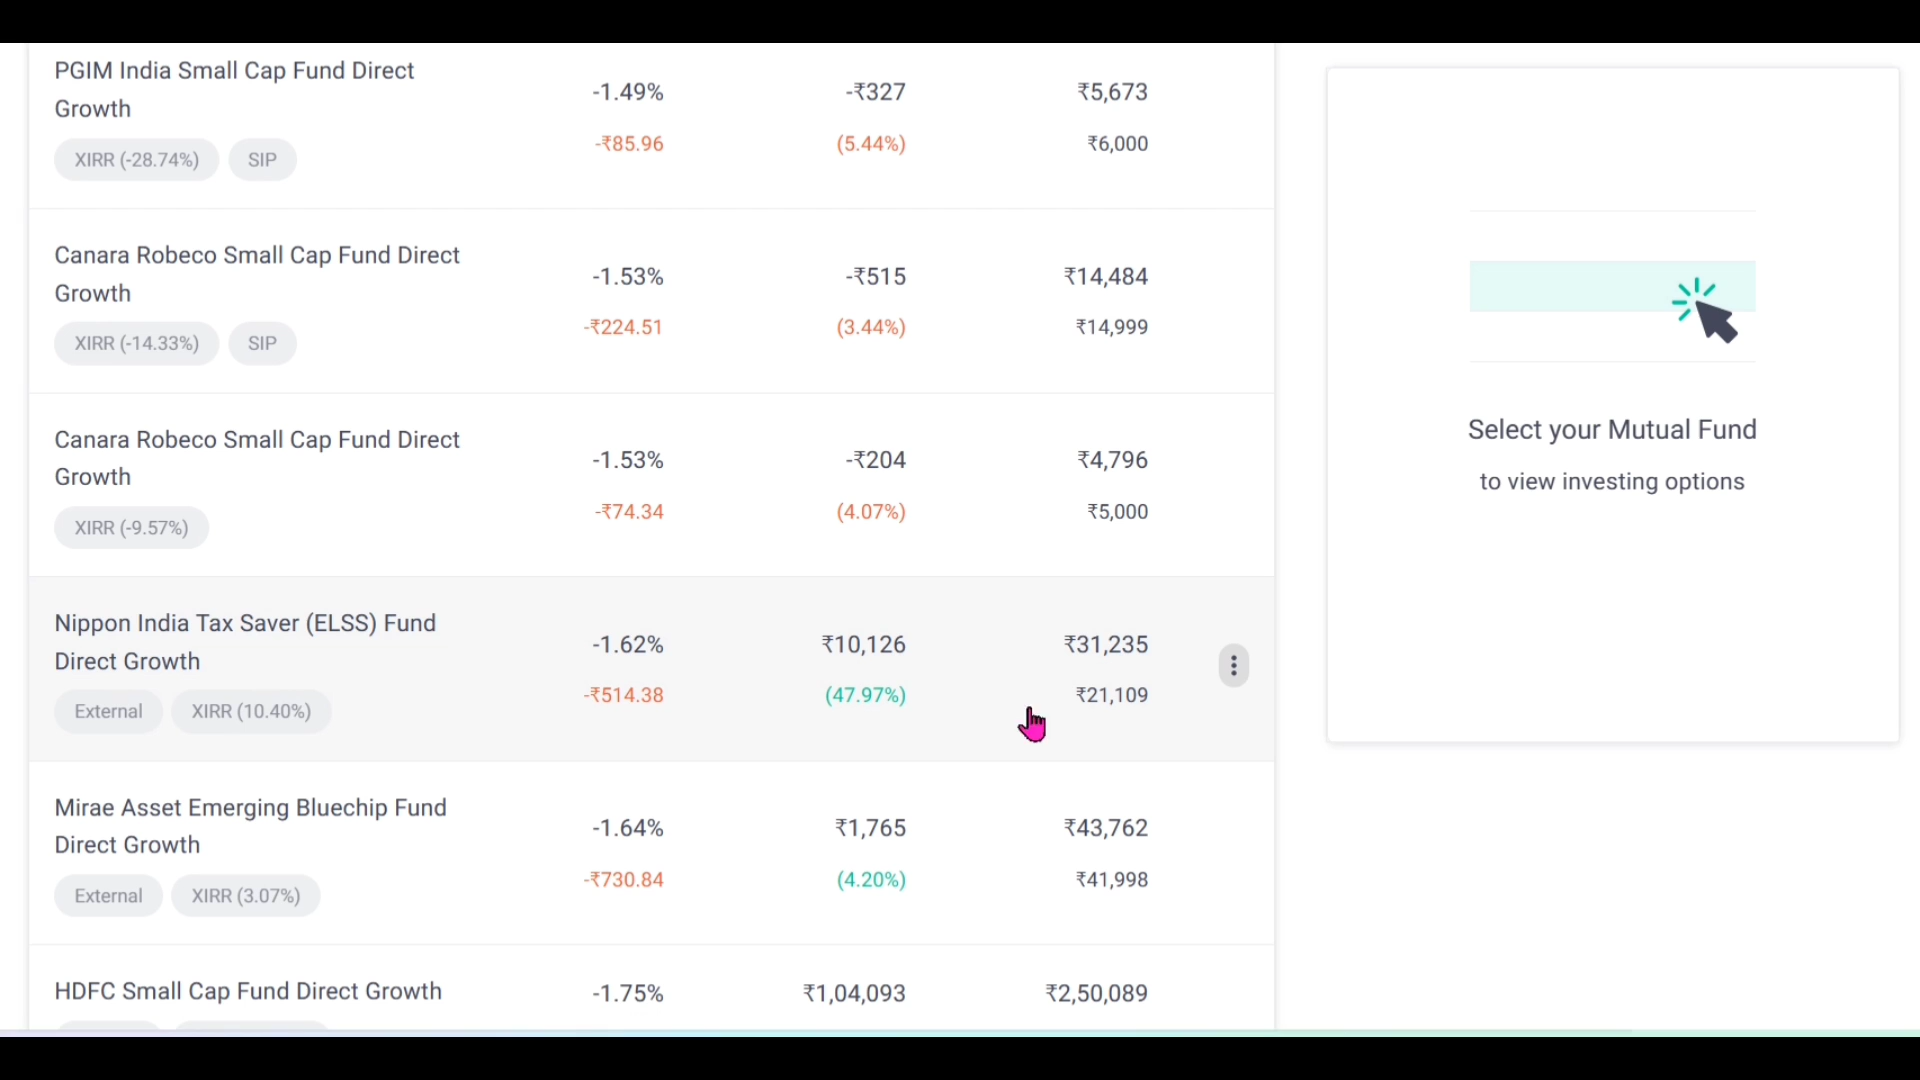 PGIM India Small Cap Fund Direct
Growth
-1.49%
-₹327
₹5,673
-₹85.96
(5.44%)
₹6,000
XIRR (-28.74%)
SIP
Canara Robeco Small Cap Fund Direct
Growth
-1.53%
-₹515
₹14,484
-₹224.51
(3.44%)
₹14,999
XIRR (-14.33%)
SIP
Canara Robeco Small Cap Fund Direct
Growth
-1.53%
-₹204
₹4,796
-₹74.34
(4.07%)
₹5,000
XIRR (-9.57%)
Nippon India Tax Saver (ELSS) Fund
Direct Growth
-1.62%
₹10,126
₹31,235
-₹514.38
(47.97%)
₹21,109
External
XIRR (10.40%)
Mirae Asset Emerging Bluechip Fund
Direct Growth
-1.64%
₹1,765
₹43,762
-₹730.84
(4.20%)
₹41,998
External
XIRR (3.07%)
HDFC Small Cap Fund Direct Growth
-1.75%
₹1,04,093
₹2,50,089
Select your Mutual Fund
to view investing options